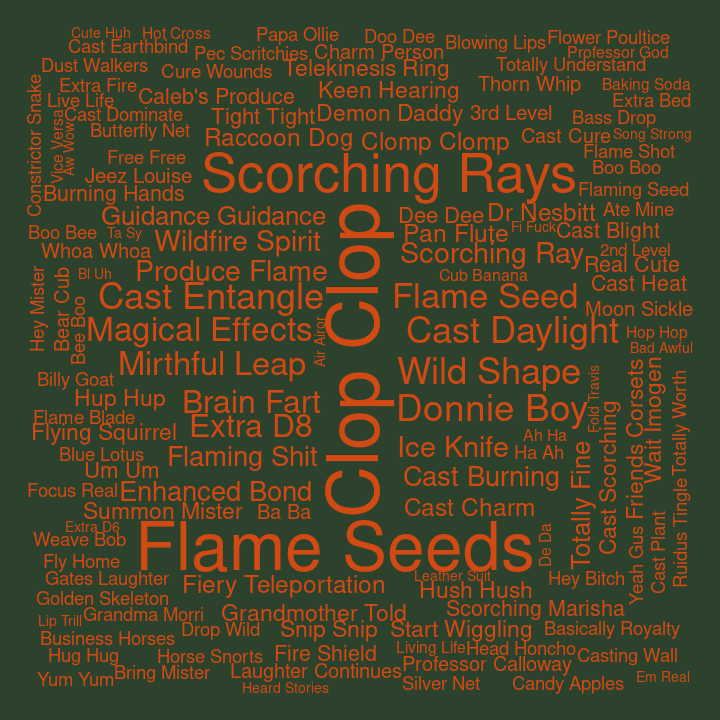 Cute Huh
Hot Cross
Papa Ollie
Doo Dee
Blowing Lips
Flower Poultice
Cast Earthbind
Pec Scritchies
Charm Person
Professor God
Dust Walkers
Cure Wounds
Telekinesis Ring
Totally Understand
Extra Fire
Keen Hearing
Thorn Whip
Baking Soda
Live Life
Caleb's Produce
Extra Bed
Constrictor Snake
Vice Versa
Aw Wow
Cast Dominate
Tight Tight
Demon Daddy
3rd Level
Bass Drop
Butterfly Net
Raccoon Dog
Clomp Clomp
Cast Cure
Song Strong
Free Free
Flame Shot
Jeez Louise
Scorching Rays
Boo Boo
Burning Hands
Flaming Seed
Guidance Guidance
Clop Clop
Dee Dee
Dr Nesbitt
Ate Mine
Boo Bee
Ta Sy
Wildfire Spirit
Pan Flute
Fi Fuck
Cast Blight
Whoa Whoa
Scorching Ray
2nd Level
Hey Mister
Bear Cub
Bee Boo
Bl Uh
Produce Flame
Cub Banana
Real Cute
Cast Entangle
Flame Seed
Cast Heat
Moon Sickle
Magical Effects
Air Airor
Cast Daylight
Hop Hop
Bad Awful
Mirthful Leap
Wild Shape
Fold Travis
Friends Corsets
Wait Imogen
Totally Worth
Billy Goat
Hup Hup
Brain Fart
Donnie Boy
Flame Blade
Flying Squirrel
Extra D8
Ice Knife
Ah Ha
Ha Ah
Blue Lotus
Flaming Shit
Totally Fine
Cast Scorching
Um Um
Cast Burning
Focus Real
Enhanced Bond
Ruidus Tingle
Summon Mister
Ba Ba
Cast Charm
Extra D6
Weave Bob
Flame Seeds
De Da
Yeah Gus
Cast Plant
Fly Home
Gates Laughter
Fiery Teleportation
Leather Suit
Hush Hush
Hey Bitch
Golden Skeleton
Scorching Marisha
Lip Trill
Grandma Morri
Grandmother Told
Business Horses
Drop Wild
Snip Snip
Start Wiggling
Basically Royalty
Hug Hug
Horse Snorts
Fire Shield
Living Life
Head Honcho
Casting Wall
Yum Yum
Bring Mister
Laughter Continues
Professor Calloway
Heard Stories
Silver Net
Candy Apples
Em Real